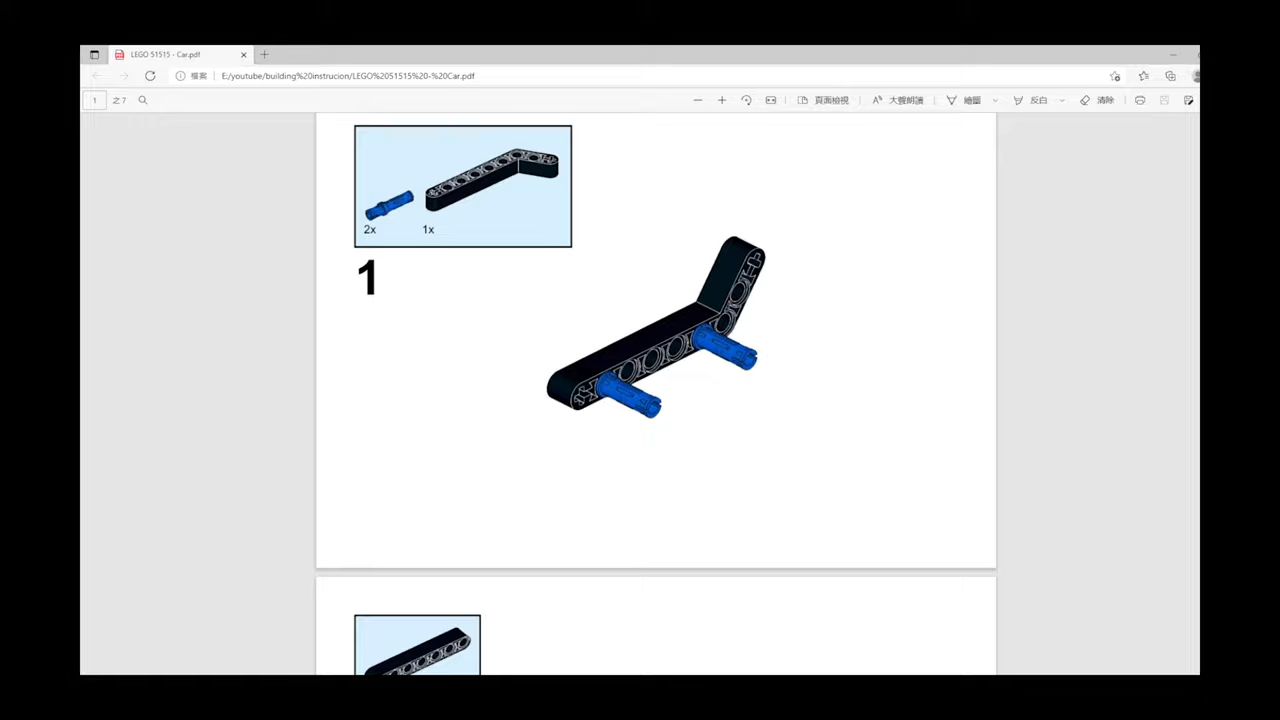 LEGO 51515 - Car.pdf
檔案 E:/youtube/building%20instrucion/LEGO%2051515%20-%20Car.pdf
1 之7 頁面檢視 大聲朗讀 繪圖 反白 清除
2x 1x
1